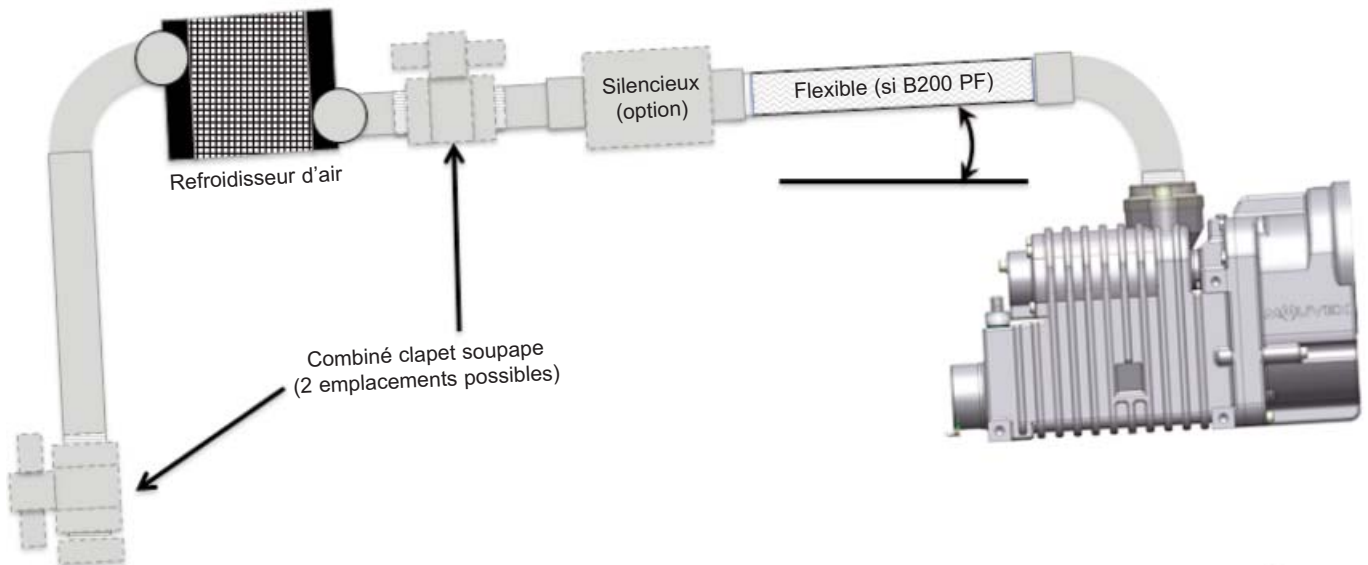 Silencieux
(option)
Flexible (si B200 PF)
Refroidisseur d’air
Combiné clapet soupape
(2 emplacements possibles)